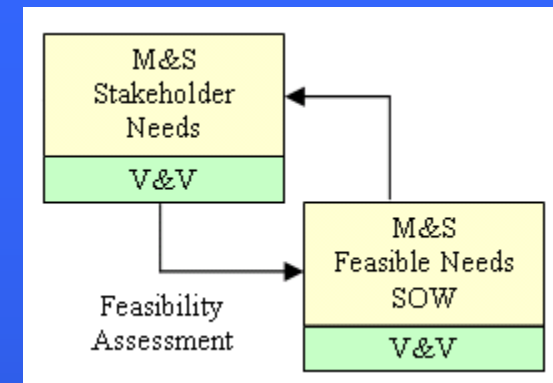 M&S
Stakeholder
Needs
V&V
M&S
Feasible Needs
SOW
V&V
Feasibility
Assessment